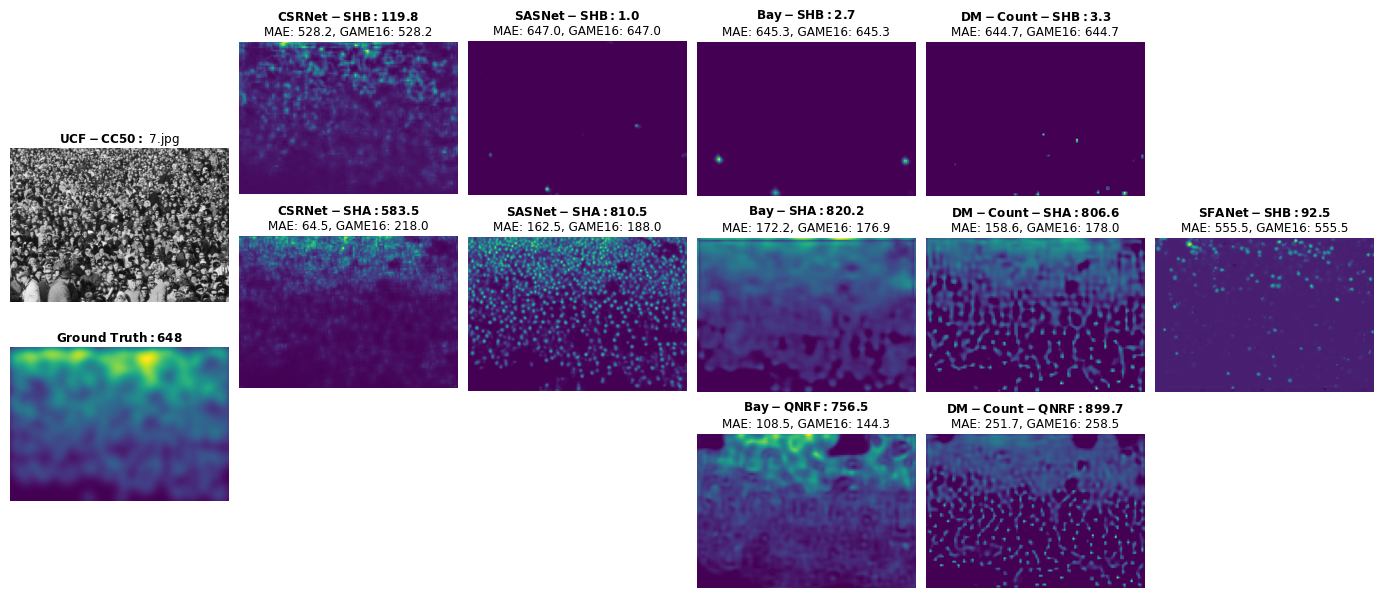 CSRNet − SHB: 119.8
MAE: 528.2, GAME16: 528.2
SASNet − SHB: 1.0
MAE: 647.0, GAME16: 647.0
Bay − SHB: 2.7
MAE: 645.3, GAME16: 645.3
DM − Count − SHB: 3.3
MAE: 644.7, GAME16: 644.7
UCF − CC50: 7.jpg
CSRNet − SHA: 583.5
MAE: 64.5, GAME16: 218.0
SASNet − SHA: 810.5
MAE: 162.5, GAME16: 188.0
Bay − SHA: 820.2
MAE: 172.2, GAME16: 176.9
DM − Count − SHA: 806.6
MAE: 158.6, GAME16: 178.0
SFANet − SHB: 92.5
MAE: 555.5, GAME16: 555.5
Ground Truth: 648
Bay − QNRF: 756.5
MAE: 108.5, GAME16: 144.3
DM − Count − QNRF: 899.7
MAE: 251.7, GAME16: 258.5